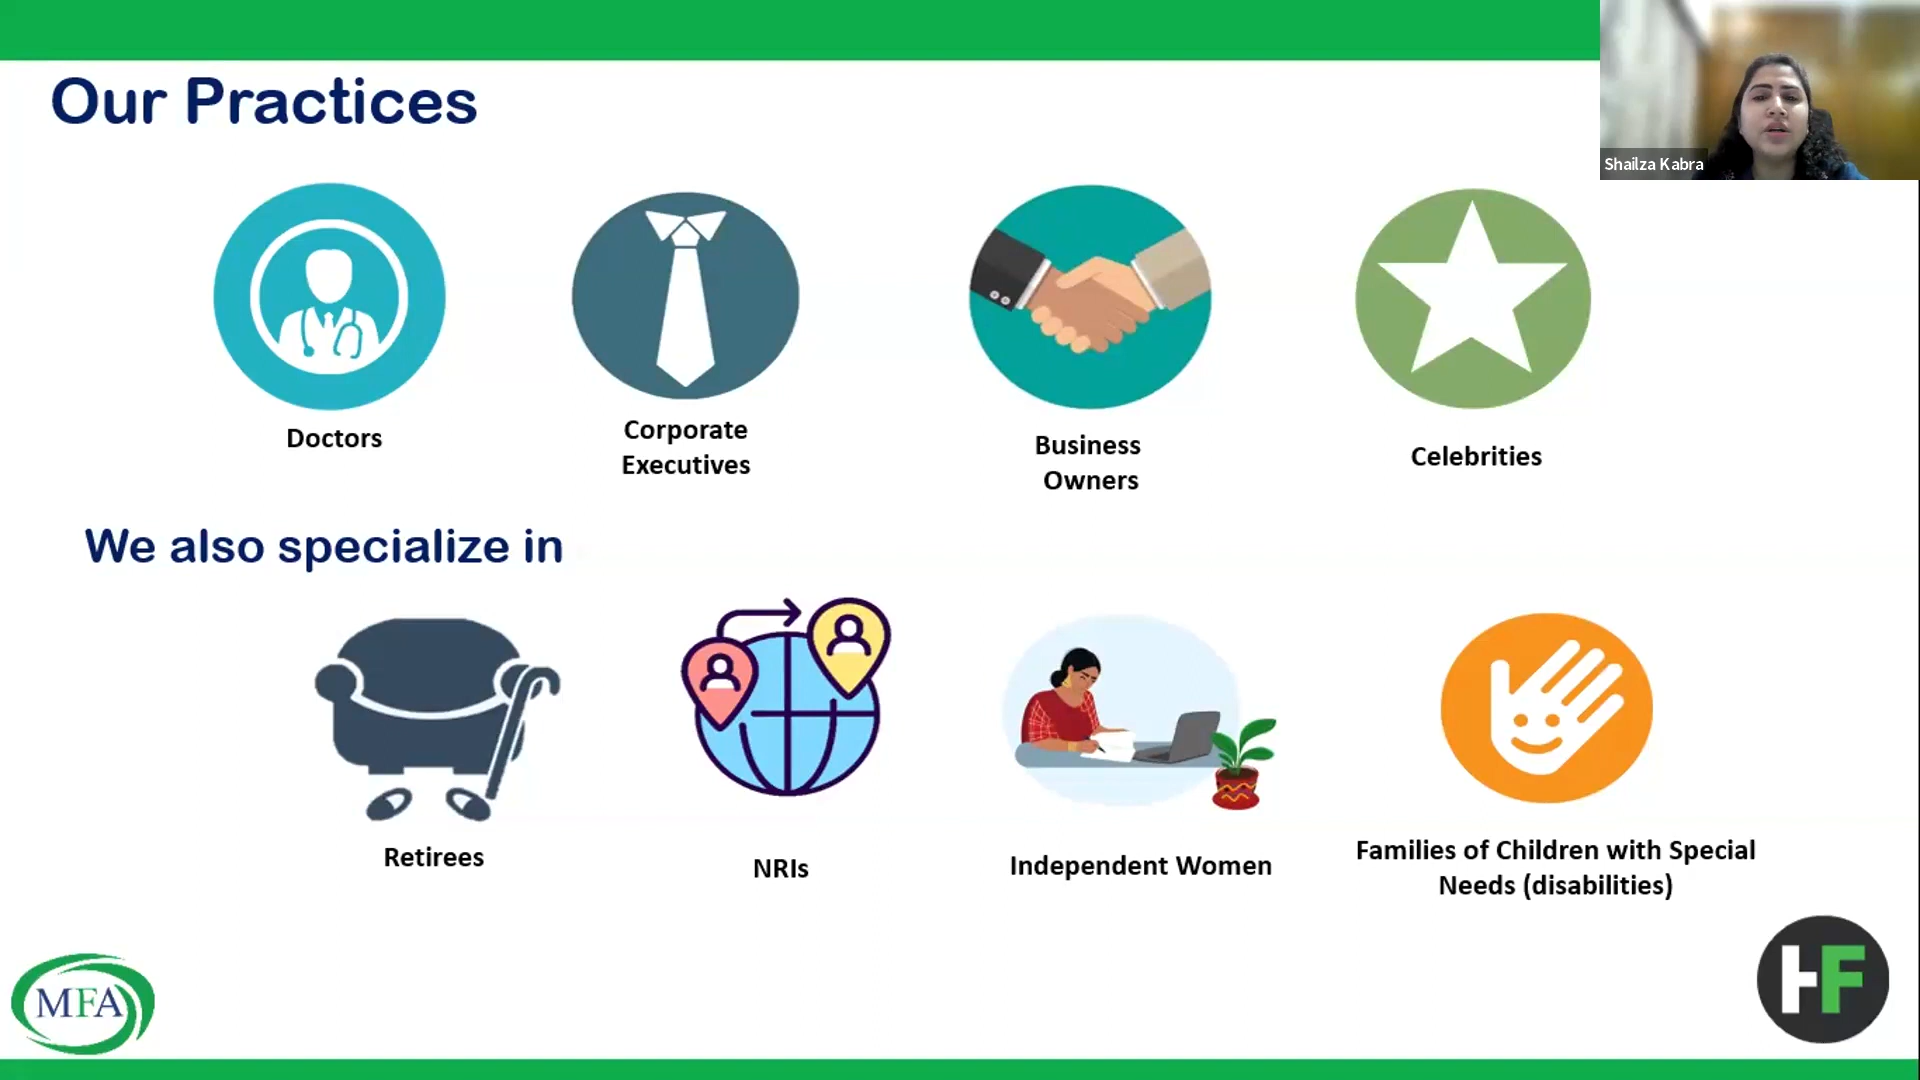 Our Practices
Shailza Kabra
Doctors
Corporate
Executives
Business
Owners
Celebrities
We also specialize in
Retirees
NRIs
Independent Women
Families of Children with Special
Needs (disabilities)
MFA
HF